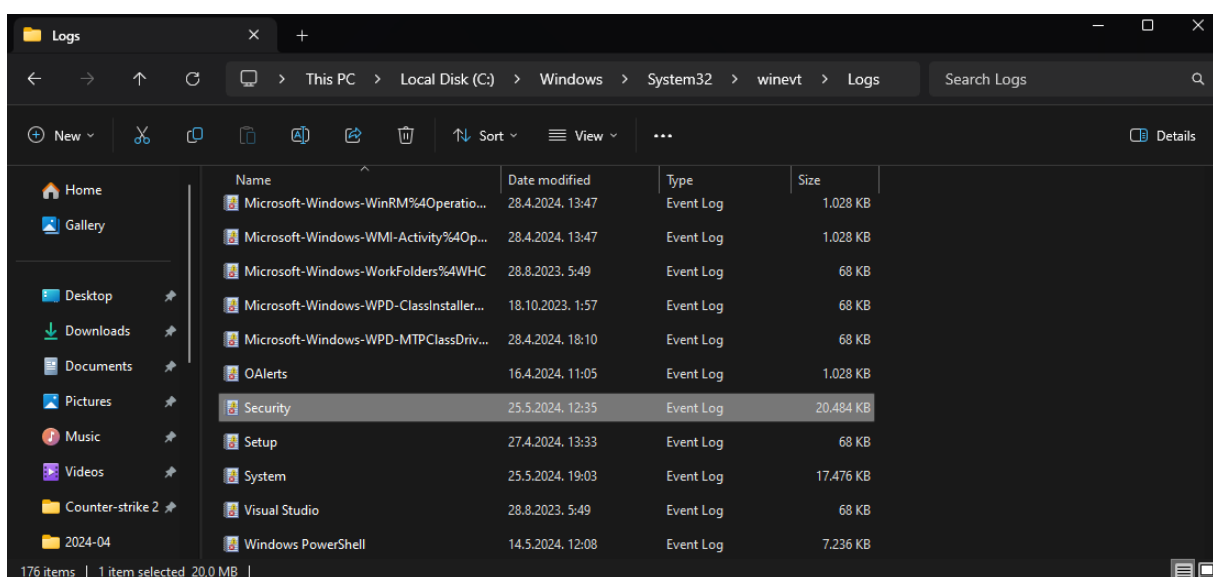 Logs
This PC > Local Disk (C:) > Windows > System32 > winevt > Logs
Search Logs
New
Sort
View
Details
Home
Gallery
Desktop
Downloads
Documents
Pictures
Music
Videos
Counter-strike 2
2024-04
Name Date modified Type Size
Microsoft-Windows-WinRM%4Operatio... 28.4.2024. 13:47 Event Log 1.028 KB
Microsoft-Windows-WMI-Activity%4Op... 28.4.2024. 13:47 Event Log 1.028 KB
Microsoft-Windows-WorkFolders%4WHC 28.8.2023. 5:49 Event Log 68 KB
Microsoft-Windows-WPD-ClassInstaller... 18.10.2023. 1:57 Event Log 68 KB
Microsoft-Windows-WPD-MTPClassDriv... 28.4.2024. 18:10 Event Log 68 KB
OAlerts 16.4.2024. 11:05 Event Log 1.028 KB
Security 25.5.2024. 12:35 Event Log 20.484 KB
Setup 27.4.2024. 13:33 Event Log 68 KB
System 25.5.2024. 19:03 Event Log 17.476 KB
Visual Studio 28.8.2023. 5:49 Event Log 68 KB
Windows PowerShell 14.5.2024. 12:08 Event Log 7.236 KB
176 items | 1 item selected 20,0 MB |